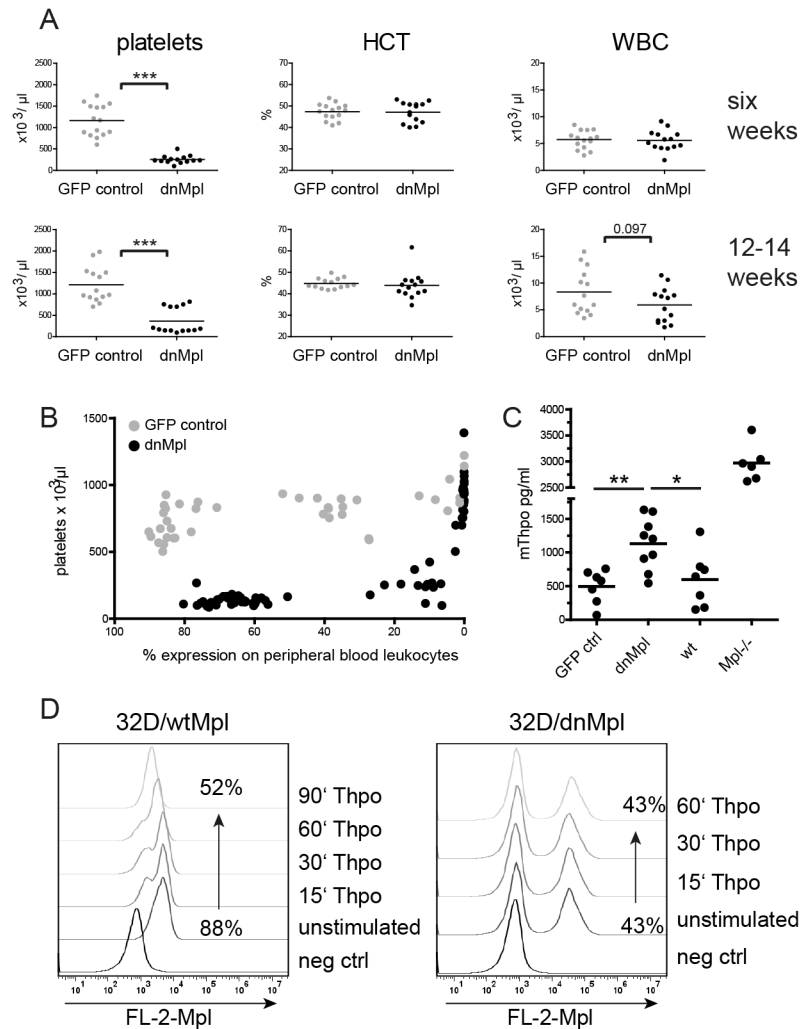 A
platelets HCT WBC
2500
2000
1500
1000
500
0
x10³/ µl
GFP control dnMpl
***
70
60
50
40
30
20
%
GFP control dnMpl
20
15
10
5
0
x10³/ µl
GFP control dnMpl
six
weeks
2500
2000
1500
1000
500
0
x10³/ µl
GFP control dnMpl
***
70
60
50
40
30
20
%
GFP control dnMpl
20
15
10
5
0
x10³/ µl
GFP control dnMpl
0.097
12-14
weeks
B
GFP control
dnMpl
1500
1000
500
0
platelets x 10³/µl
100 80 60 40 20 0
% expression on peripheral blood leukocytes
C
4000
3500
3000
2500
1500
1000
500
0
mThpo pg/ml
** *
GFP ctrl dnMpl wt Mpl-/-
D
32D/wtMpl
52%
88%
90‘ Thpo
60‘ Thpo
30‘ Thpo
15‘ Thpo
unstimulated
neg ctrl
10¹ 10² 10³ 10⁴ 10⁵ 10⁶ 10⁷
FL-2-Mpl
32D/dnMpl
43%
43%
60‘ Thpo
30‘ Thpo
15‘ Thpo
unstimulated
neg ctrl
10¹ 10² 10³ 10⁴ 10⁵ 10⁶ 10⁷
FL-2-Mpl